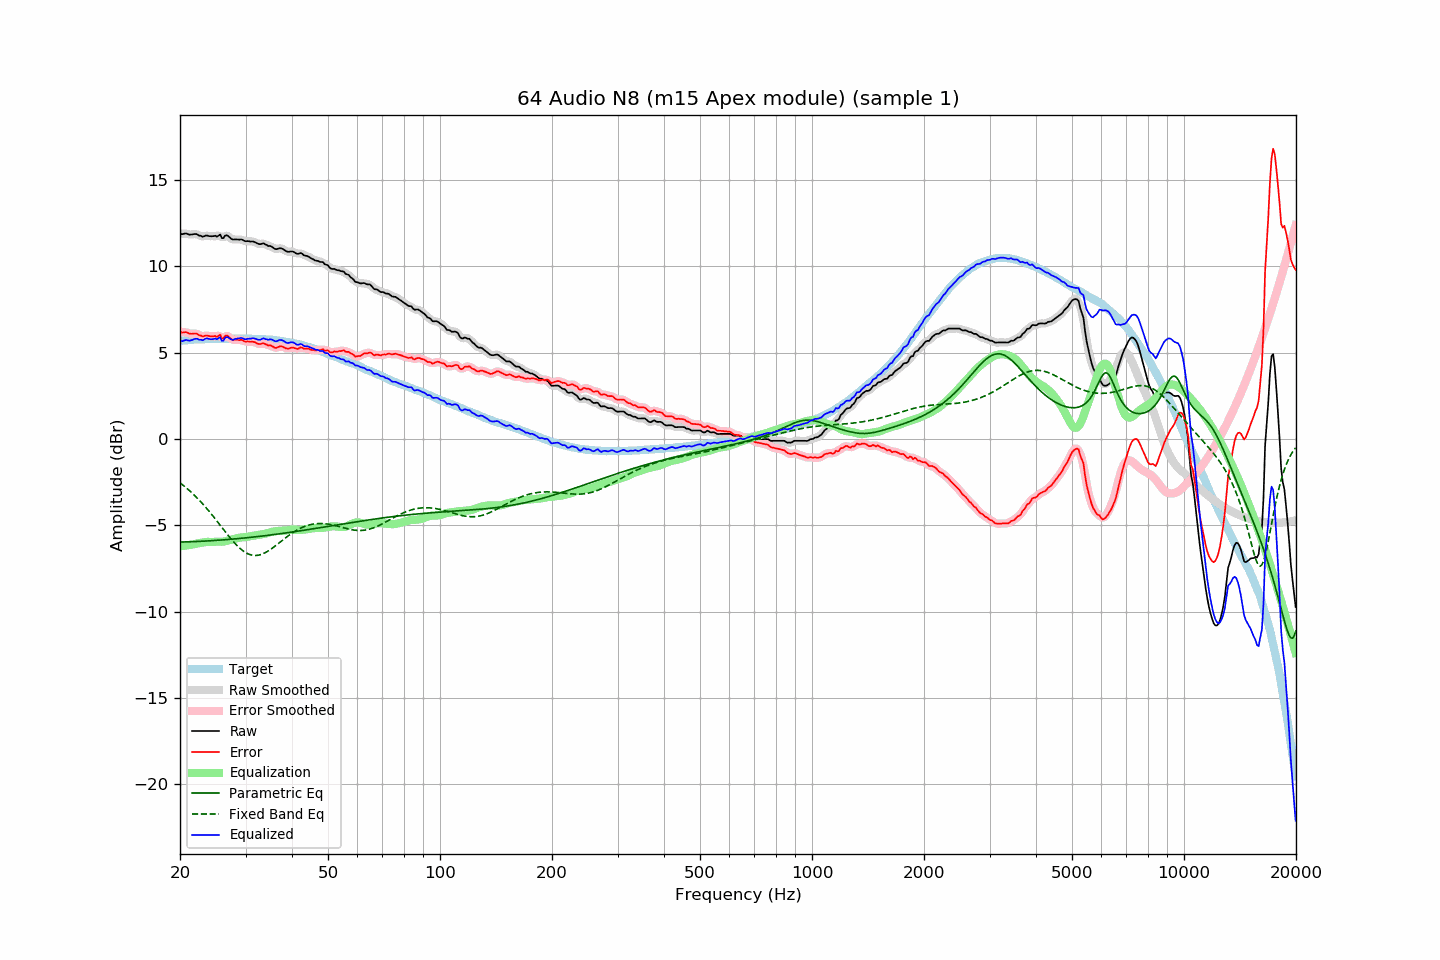 64 Audio N8 (m15 Apex module) (sample 1)
Amplitude (dBr)
15
10
5
0
−5
−10
−15
−20
Target
Raw Smoothed
Error Smoothed
Raw
Error
Equalization
Parametric Eq
Fixed Band Eq
Equalized
20 50 100 200 500 1000 2000 5000 10000 20000
Frequency (Hz)